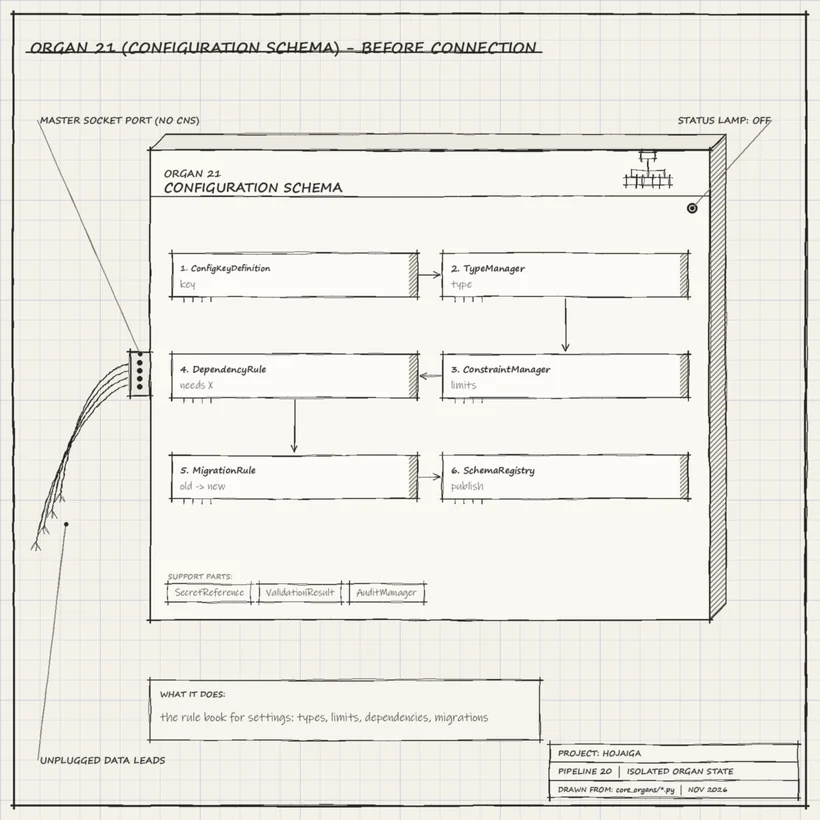 ORGAN 21 (CONFIGURATION SCHEMA) - BEFORE CONNECTION
MASTER SOCKET PORT (NO CNS)
STATUS LAMP: OFF
ORGAN 21
CONFIGURATION SCHEMA
1. ConfigKeyDefinition
key
2. TypeManager
type
4. DependencyRule
needs X
3. ConstraintManager
limits
5. MigrationRule
old -> new
6. SchemaRegistry
publish
SUPPORT PARTS:
SecretReference
ValidationResult
AuditManager
WHAT IT DOES:
the rule book for settings: types, limits, dependencies, migrations
UNPLUGGED DATA LEADS
PROJECT: HOJAIGA
PIPELINE 20 | ISOLATED ORGAN STATE
DRAWN FROM: core_organs/*.py | NOV 2026